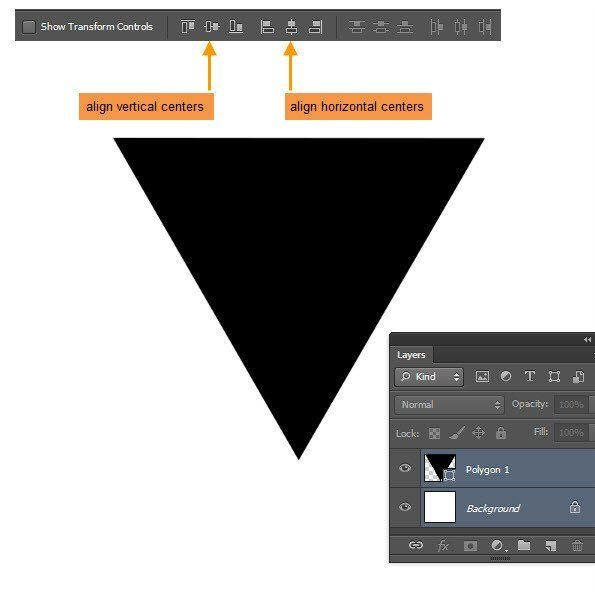 Show Transform Controls
align vertical centers
align horizontal centers
Layers
Kind
Normal
Opacity: 100%
Lock:
Fill: 100%
Polygon 1
Background
fx